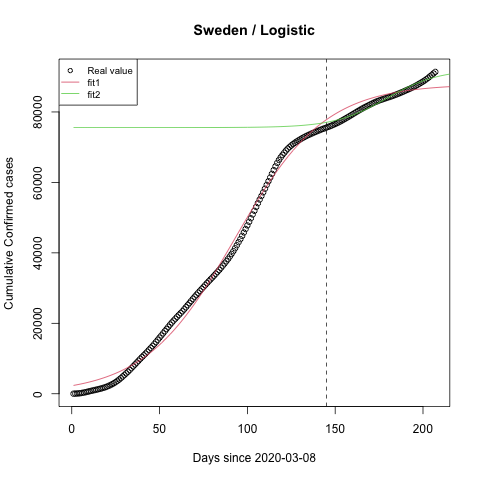 Sweden / Logistic
Real value
fit1
fit2
Cumulative Confirmed cases
80000
60000
40000
20000
0
0 50 100 150 200
Days since 2020-03-08